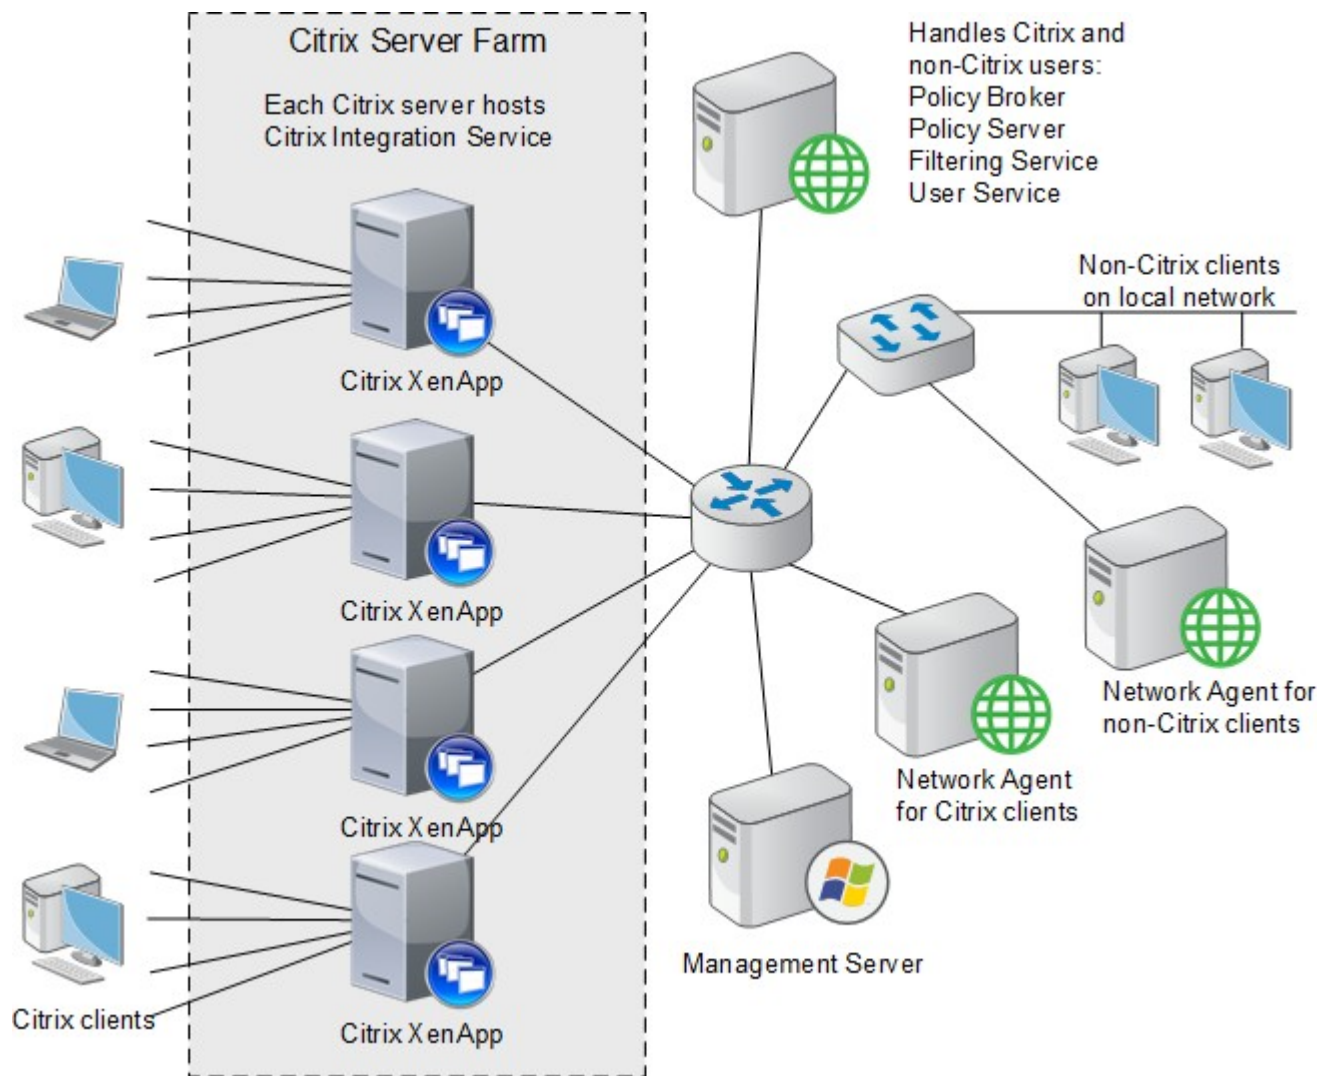 Citrix Server Farm
Each Citrix server hosts
Citrix Integration Service
Citrix XenApp
Citrix XenApp
Citrix XenApp
Citrix XenApp
Citrix clients
Handles Citrix and
non-Citrix users:
Policy Broker
Policy Server
Filtering Service
User Service
Non-Citrix clients
on local network
Network Agent for
non-Citrix clients
Network Agent
for Citrix clients
Management Server